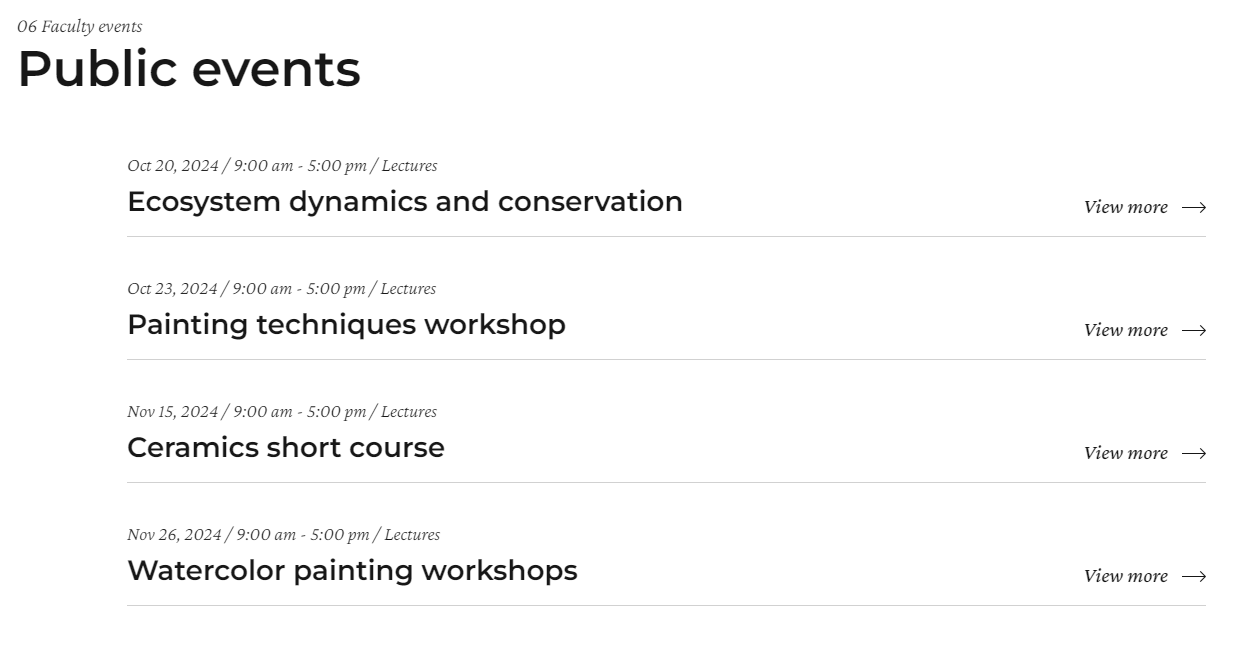 06 Faculty events
Public events
Oct 20, 2024 / 9:00 am - 5:00 pm / Lectures
Ecosystem dynamics and conservation
View more
Oct 23, 2024 / 9:00 am - 5:00 pm / Lectures
Painting techniques workshop
View more
Nov 15, 2024 / 9:00 am - 5:00 pm / Lectures
Ceramics short course
View more
Nov 26, 2024 / 9:00 am - 5:00 pm / Lectures
Watercolor painting workshops
View more